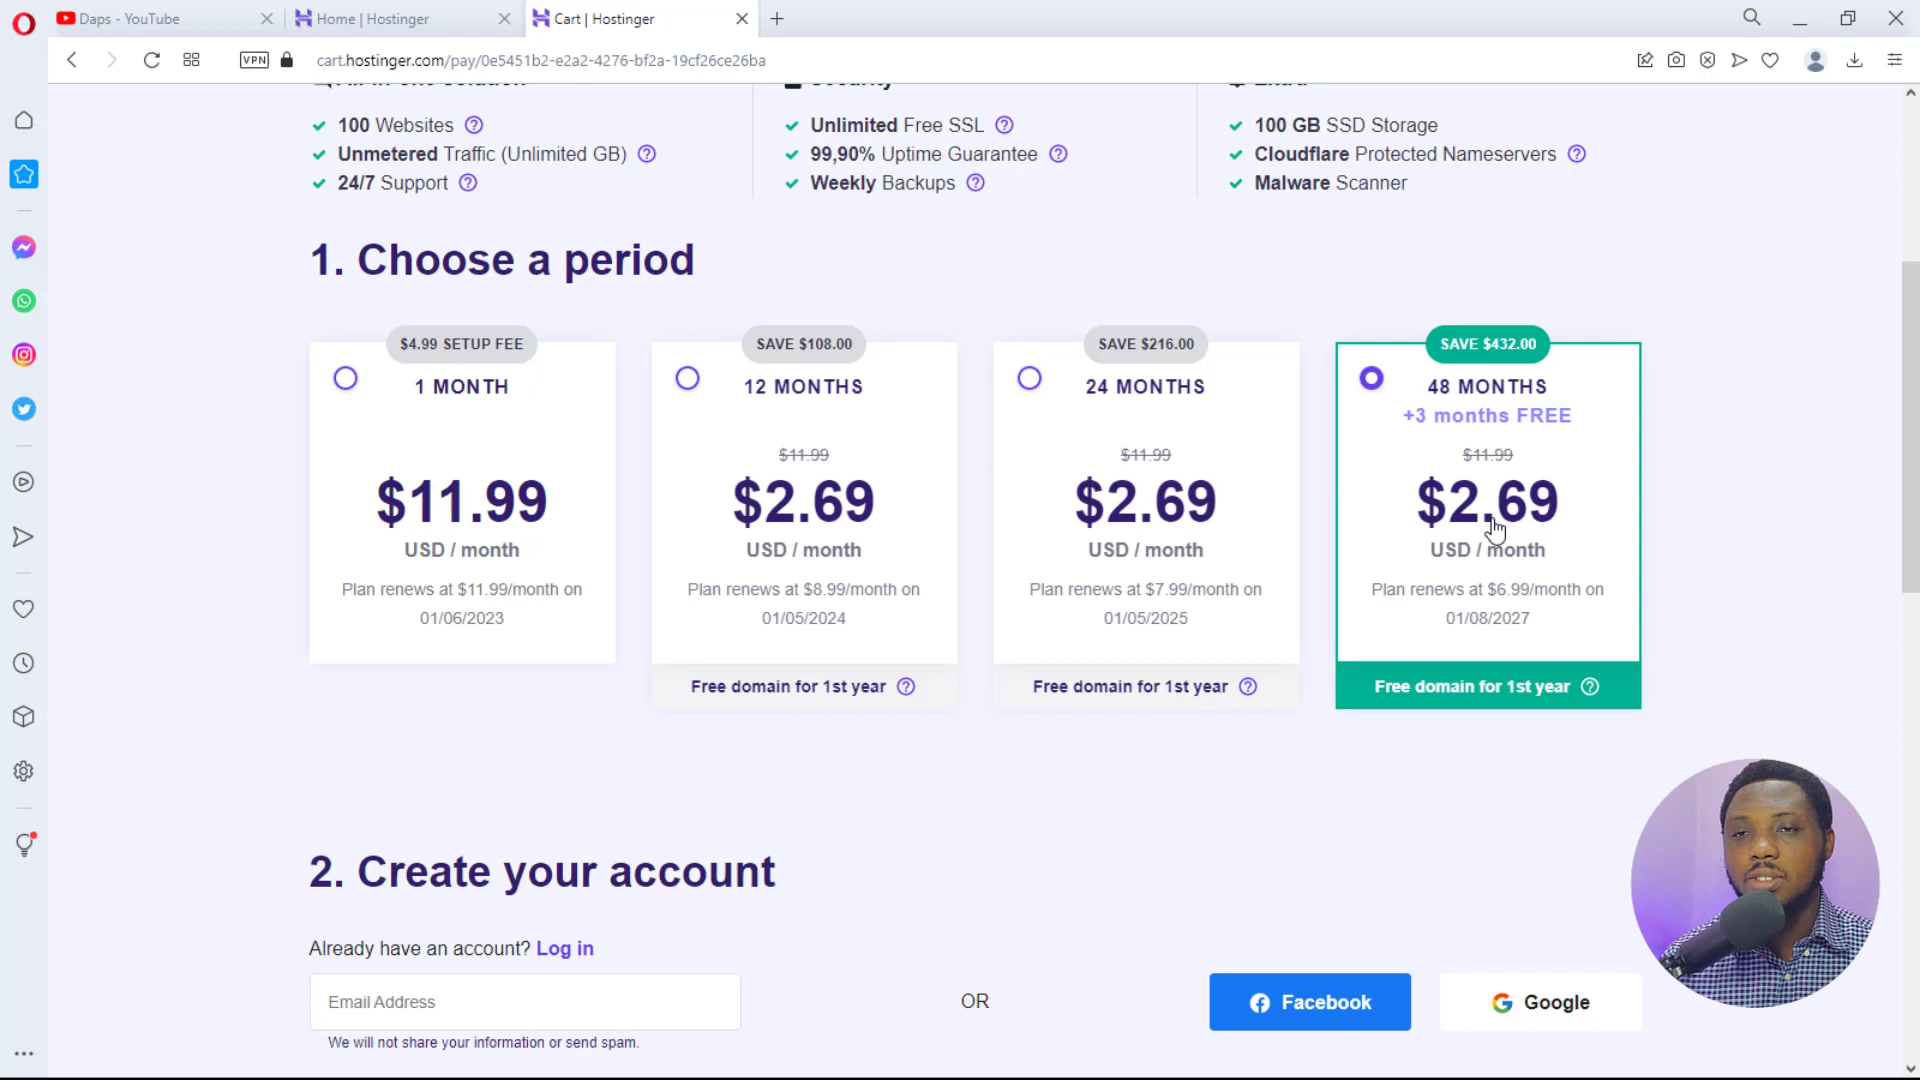 Daps - YouTube
Home | Hostinger
Cart | Hostinger
VPN
cart.hostinger.com/pay/0e5451b2-e2a2-4276-bf2a-19cf26ce26ba
100 Websites
Unmetered Traffic (Unlimited GB)
24/7 Support
Security
Unlimited Free SSL
99,90% Uptime Guarantee
Weekly Backups
100 GB SSD Storage
Cloudflare Protected Nameservers
Malware Scanner
1. Choose a period
$4.99 SETUP FEE
1 MONTH
$11.99
USD / month
Plan renews at $11.99/month on
01/06/2023
SAVE $108.00
12 MONTHS
$11.99
$2.69
USD / month
Plan renews at $8.99/month on
01/05/2024
Free domain for 1st year
SAVE $216.00
24 MONTHS
$11.99
$2.69
USD / month
Plan renews at $7.99/month on
01/05/2025
Free domain for 1st year
SAVE $432.00
48 MONTHS
+3 months FREE
$11.99
$2.69
USD / month
Plan renews at $6.99/month on
01/08/2027
Free domain for 1st year
2. Create your account
Already have an account? Log in
Email Address
We will not share your information or send spam.
OR
Facebook
Google